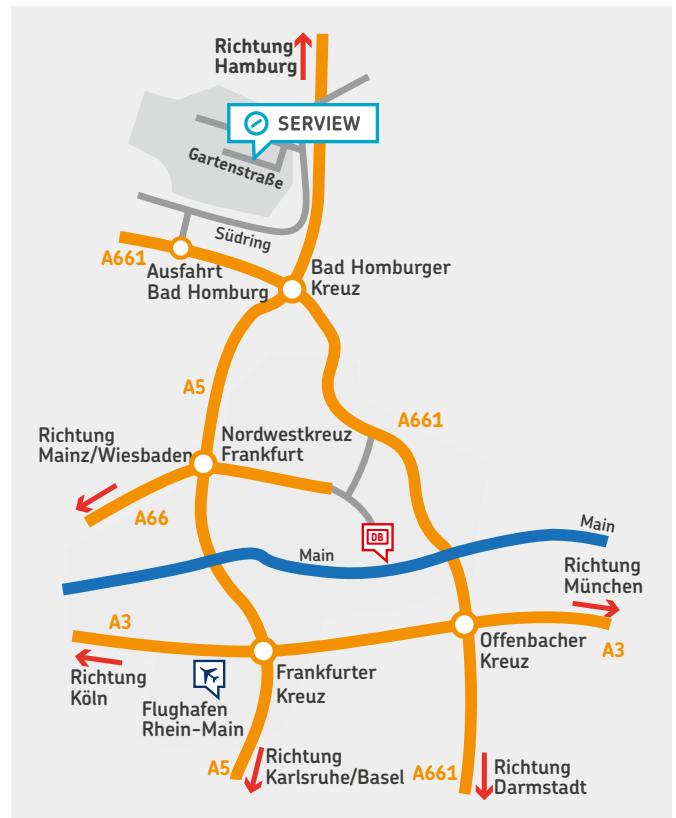 Richtung
Hamburg
SERVIEW
Gartenstraße
Südring
A661
Ausfahrt
Bad Homburg
Bad Homburger
Kreuz
A5
A661
Richtung
Mainz/Wiesbaden
Nordwestkreuz
Frankfurt
A66
DB
Main
Main
Richtung
München
A3
A3
Offenbacher
Kreuz
Richtung
Köln
Flughafen
Rhein-Main
Frankfurter
Kreuz
A5
Richtung
Karlsruhe/Basel
A661
Richtung
Darmstadt